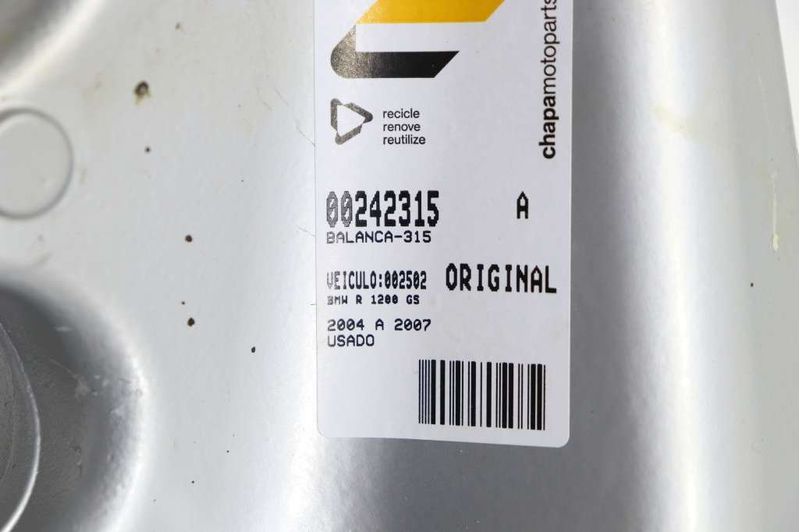 chapamotoparts
recicle
renove
reutilize
00242315 A
BALANCA-315
VEICULO:002502 ORIGINAL
BMW R 1200 GS
2004 A 2007
USADO